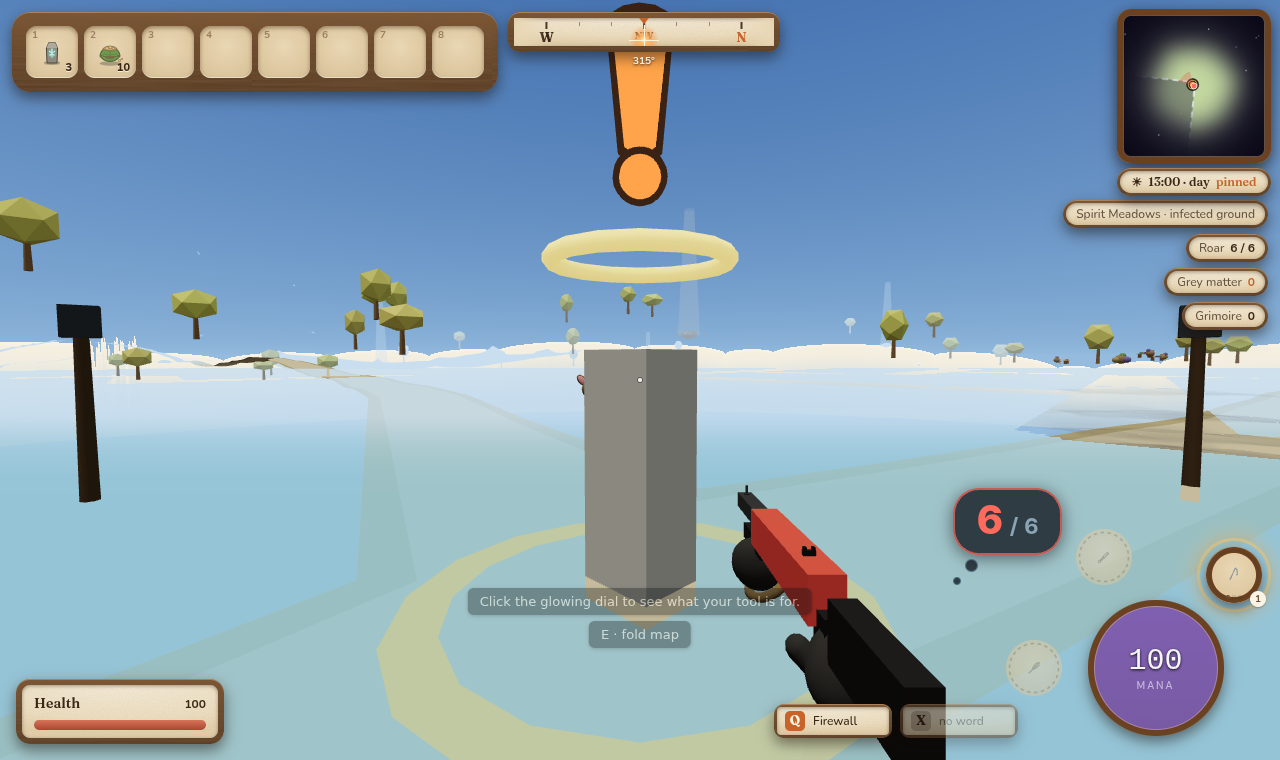 1 2 3 4 5 6 7 8
3 10
W NW N
315°
13:00 · day pinned
Spirit Meadows · infected ground
Roar 6 / 6
Grey matter 0
Grimoire 0
6 / 6
Click the glowing dial to see what your tool is for.
E · fold map
1
100
MANA
Health 100
Q Firewall
X no word